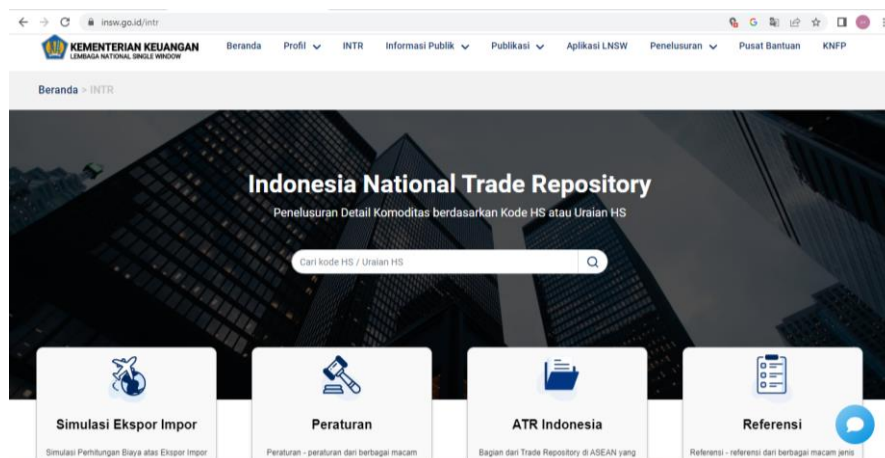 insw.go.id/intr
KEMENTERIAN KEUANGAN
LEMBAGA NATIONAL SINGLE WINDOW
Beranda Profil INTR Informasi Publik Publikasi Aplikasi LNSW Penelusuran Pusat Bantuan KNFP
Beranda > INTR
Indonesia National Trade Repository
Penelusuran Detail Komoditas berdasarkan Kode HS atau Uraian HS
Cari kode HS / Uraian HS
Simulasi Ekspor Impor Peraturan ATR Indonesia Referensi
Simulasi Perhitungan Biaya atas Ekspor Impor Peraturan - peraturan dari berbagai macam Bagian dari Trade Repository di ASEAN yang Referensi - referensi dari berbagai macam jenis